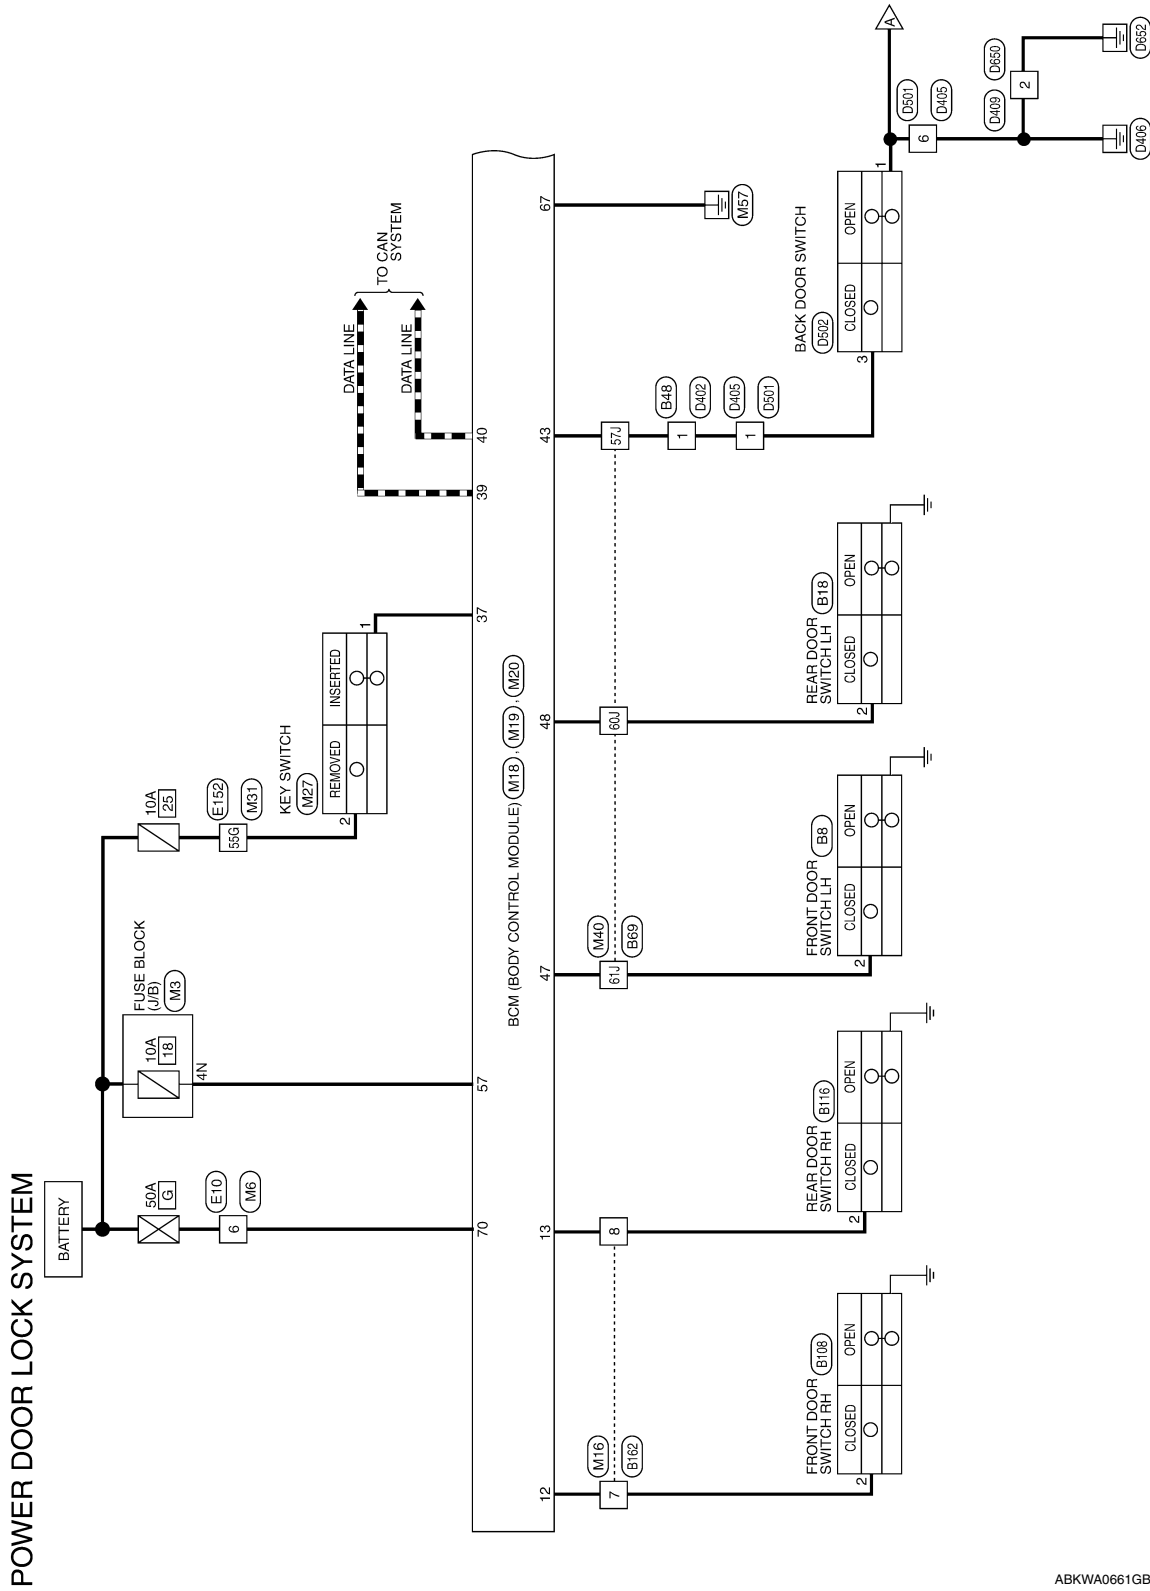 POWER DOOR LOCK SYSTEM
BATTERY
50A
G
E10
6
M6
FUSE BLOCK
(J/B)
M3
10A
18
4N
10A
25
E152
55G
M31
KEY SWITCH
M27
REMOVED
INSERTED
2
1
DATA LINE
DATA LINE
TO CAN
SYSTEM
70
57
37
39
40
BCM (BODY CONTROL MODULE) M18 , M19 , M20
12
13
47
48
43
67
M16
7
B162
8
M40
61J
B69
60J
57J
B48
1
D402
D405
1
D501
M57
FRONT DOOR
SWITCH RH
B108
CLOSED
OPEN
2
REAR DOOR
SWITCH RH
B116
CLOSED
OPEN
2
FRONT DOOR
SWITCH LH
B8
CLOSED
OPEN
2
REAR DOOR
SWITCH LH
B18
CLOSED
OPEN
2
BACK DOOR SWITCH
D502
CLOSED
OPEN
3
1
A
D501
6
D405
D409
2
D650
D406
D652
ABKWA0661GB